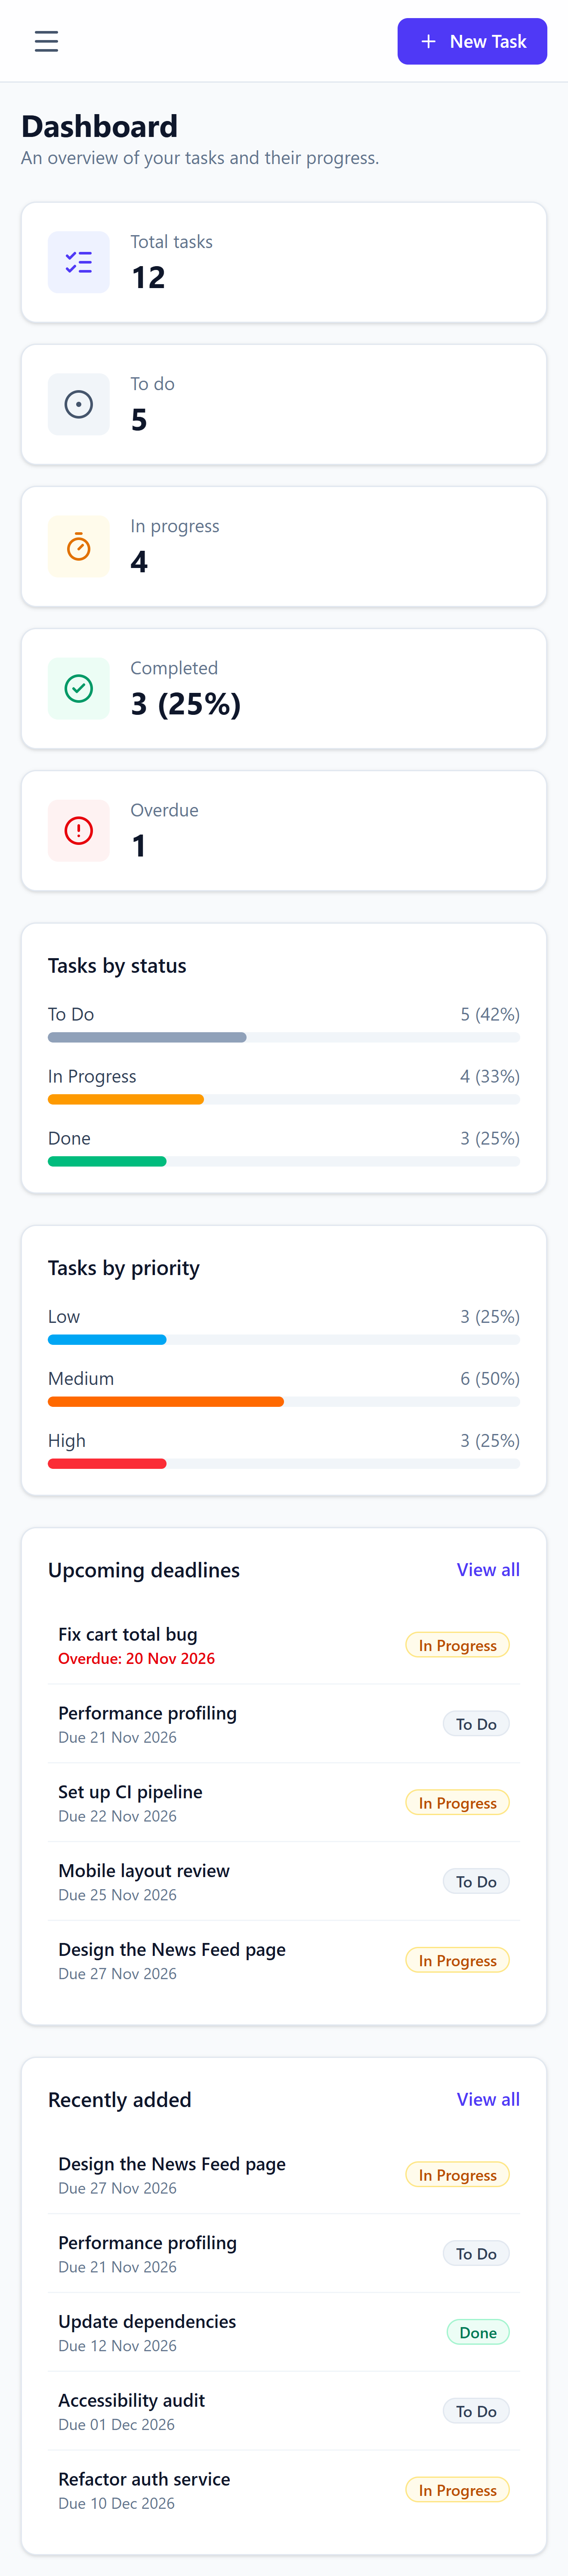 New Task
Dashboard
An overview of your tasks and their progress.
Total tasks
12
To do
5
In progress
4
Completed
3 (25%)
Overdue
1
Tasks by status
To Do 5 (42%)
In Progress 4 (33%)
Done 3 (25%)
Tasks by priority
Low 3 (25%)
Medium 6 (50%)
High 3 (25%)
Upcoming deadlines View all
Fix cart total bug
Overdue: 20 Nov 2026
In Progress
Performance profiling
Due 21 Nov 2026
To Do
Set up CI pipeline
Due 22 Nov 2026
In Progress
Mobile layout review
Due 25 Nov 2026
To Do
Design the News Feed page
Due 27 Nov 2026
In Progress
Recently added View all
Design the News Feed page
Due 27 Nov 2026
In Progress
Performance profiling
Due 21 Nov 2026
To Do
Update dependencies
Due 12 Nov 2026
Done
Accessibility audit
Due 01 Dec 2026
To Do
Refactor auth service
Due 10 Dec 2026
In Progress